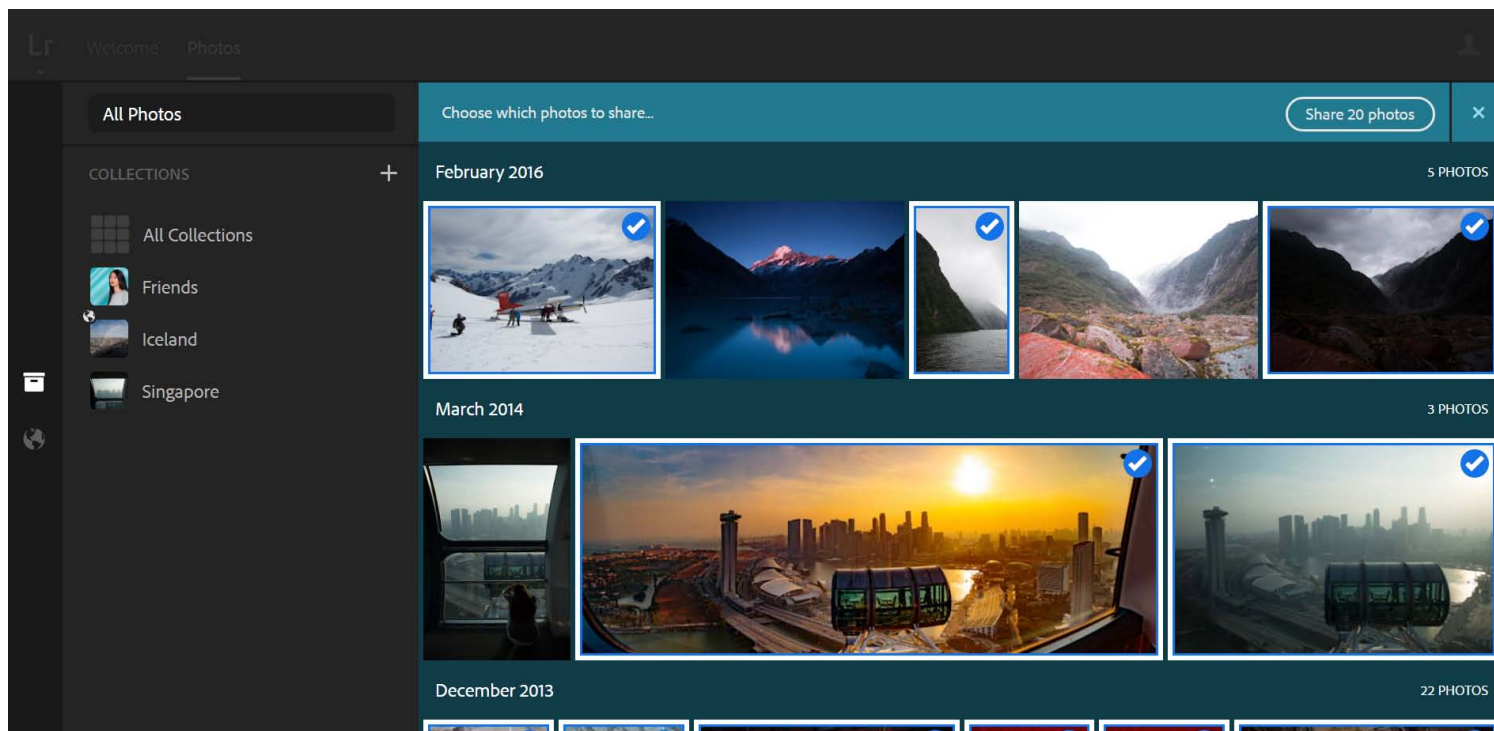 Lr Welcome Photos
All Photos
Choose which photos to share...
Share 20 photos
COLLECTIONS
All Collections
Friends
Iceland
Singapore
February 2016
5 PHOTOS
March 2014
3 PHOTOS
December 2013
22 PHOTOS